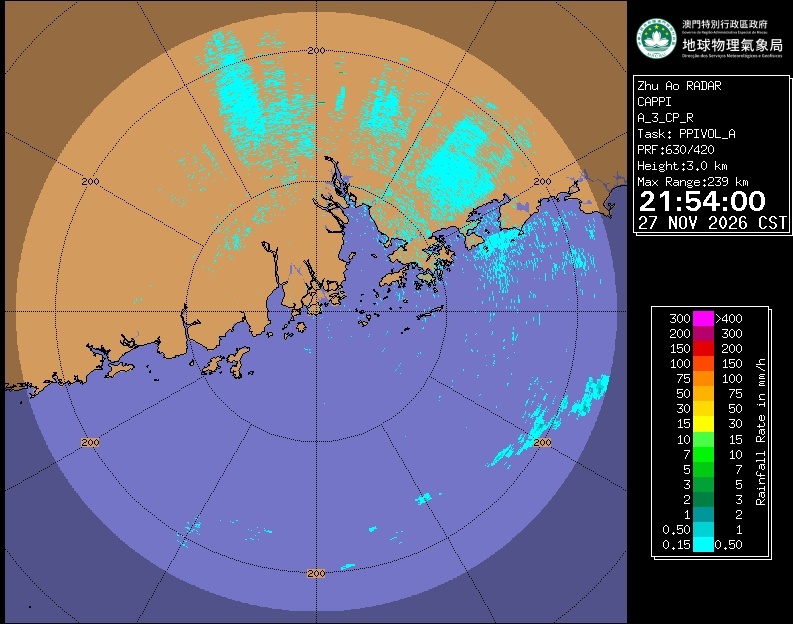 澳門特別行政區政府
Governo da Região Administrativa Especial de Macau
地球物理氣象局
Direcção dos Serviços Meteorológicos e Geofísicos
Zhu Ao RADAR
CAPPI
A_3_CP_R
Task: PPIVOL_A
PRF:630/420
Height:3.0 km
Max Range:239 km
21:54:00
27 NOV 2026 CST
200
200
200
200
200
200
300 >400
200 300
150 200
100 150
75 100
50 75
30 50
15 30
10 15
7 10
5 7
3 5
2 3
1 2
0.50 1
0.15 0.50
Rainfall Rate in mm/h